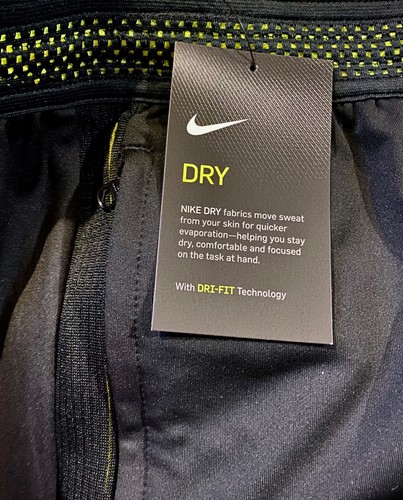 DRY
NIKE DRY fabrics move sweat
from your skin for quicker
evaporation—helping you stay
dry, comfortable and focused
on the task at hand.
With DRI-FIT Technology